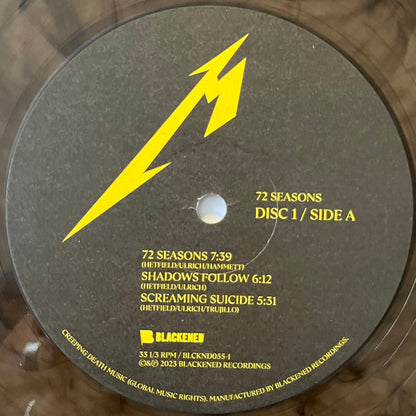 72 SEASONS
DISC 1 / SIDE A
72 SEASONS 7:39
(HETFIELD/ULRICH/HAMMETT)
SHADOWS FOLLOW 6:12
(HETFIELD/ULRICH)
SCREAMING SUICIDE 5:31
(HETFIELD/ULRICH/TRUJILLO)
BLACKENED
33 1/3 RPM / BLCKND055-1
©&℗ 2023 BLACKENED RECORDINGS
CREEPING DEATH MUSIC (GLOBAL MUSIC RIGHTS). MANUFACTURED BY BLACKENED RECORDINGS.